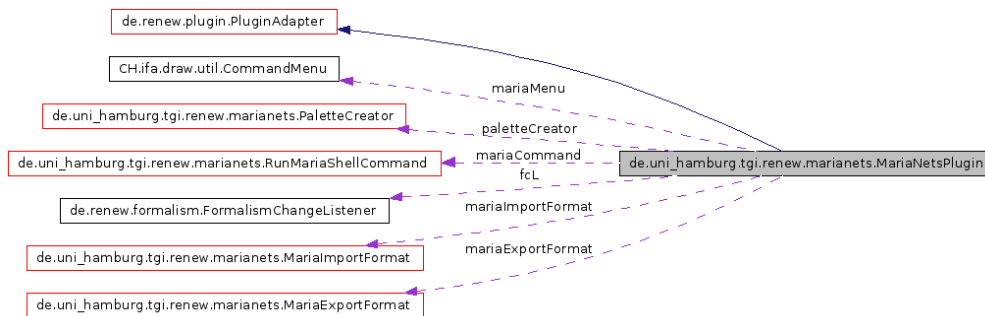 de.renew.plugin.PluginAdapter
CH.ifa.draw.util.CommandMenu
mariaMenu
de.uni_hamburg.tgi.renew.marianets.PaletteCreator
paletteCreator
de.uni_hamburg.tgi.renew.marianets.RunMariaShellCommand
mariaCommand
de.uni_hamburg.tgi.renew.marianets.MariaNetsPlugin
fcL
de.renew.formalism.FormalismChangeListener
mariaImportFormat
de.uni_hamburg.tgi.renew.marianets.MariaImportFormat
mariaExportFormat
de.uni_hamburg.tgi.renew.marianets.MariaExportFormat